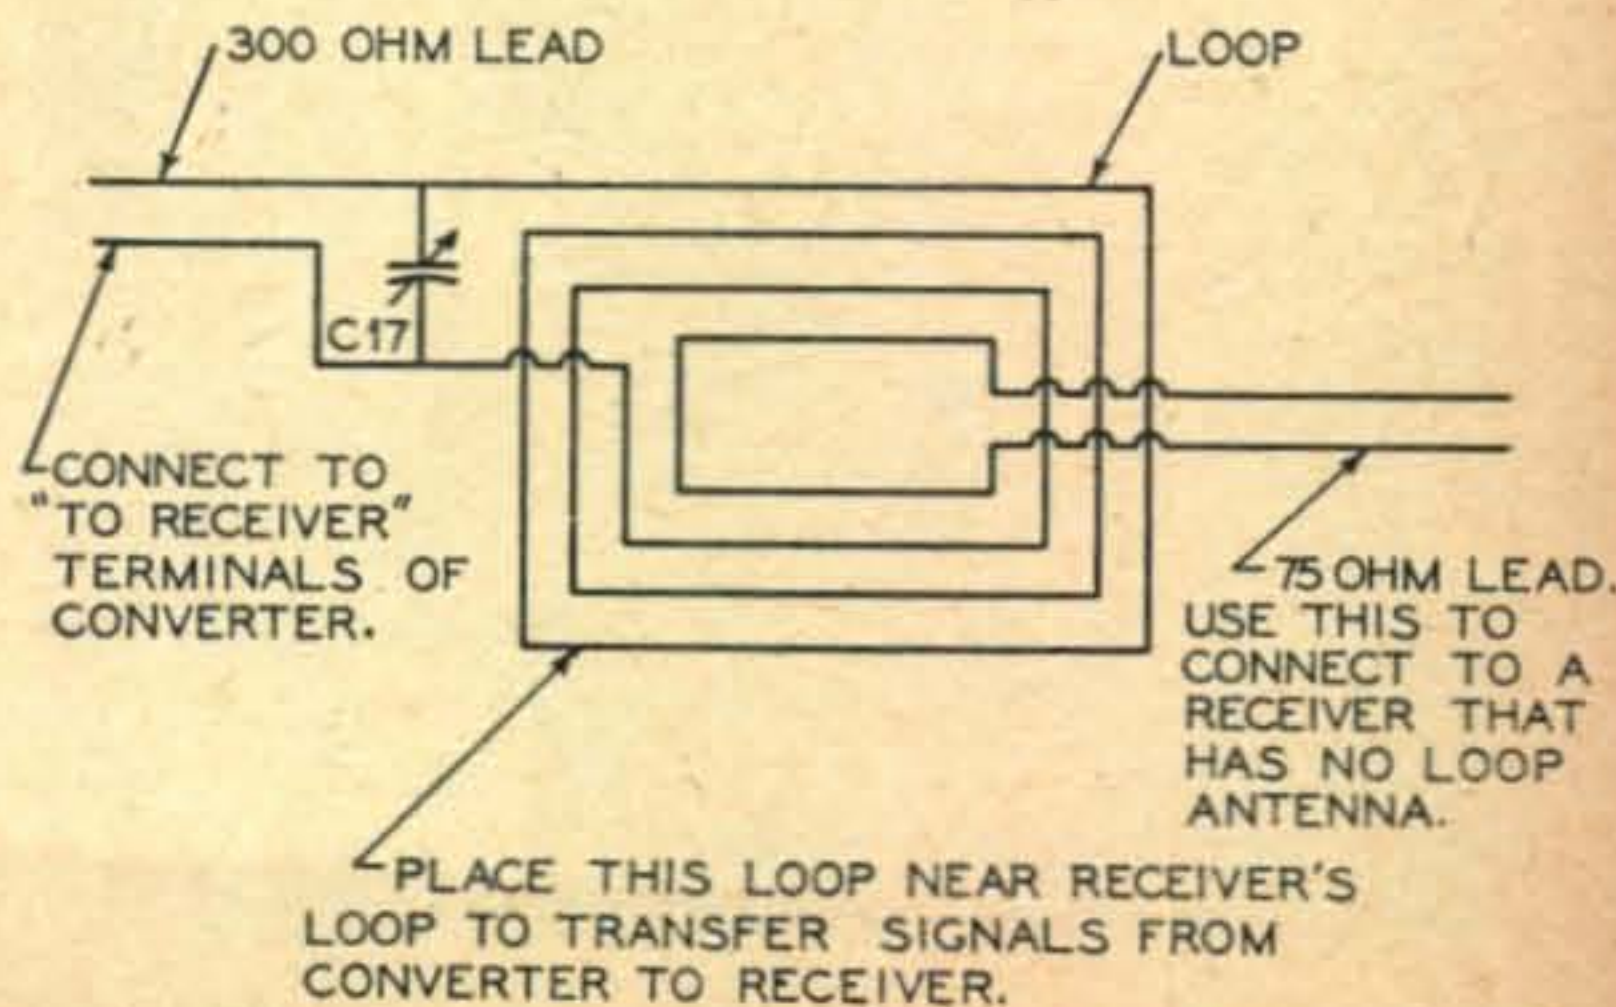 300 OHM LEAD
LOOP
C17
CONNECT TO
"TO RECEIVER"
TERMINALS OF
CONVERTER.
75 OHM LEAD.
USE THIS TO
CONNECT TO A
RECEIVER THAT
HAS NO LOOP
ANTENNA.
PLACE THIS LOOP NEAR RECEIVER'S
LOOP TO TRANSFER SIGNALS FROM
CONVERTER TO RECEIVER.